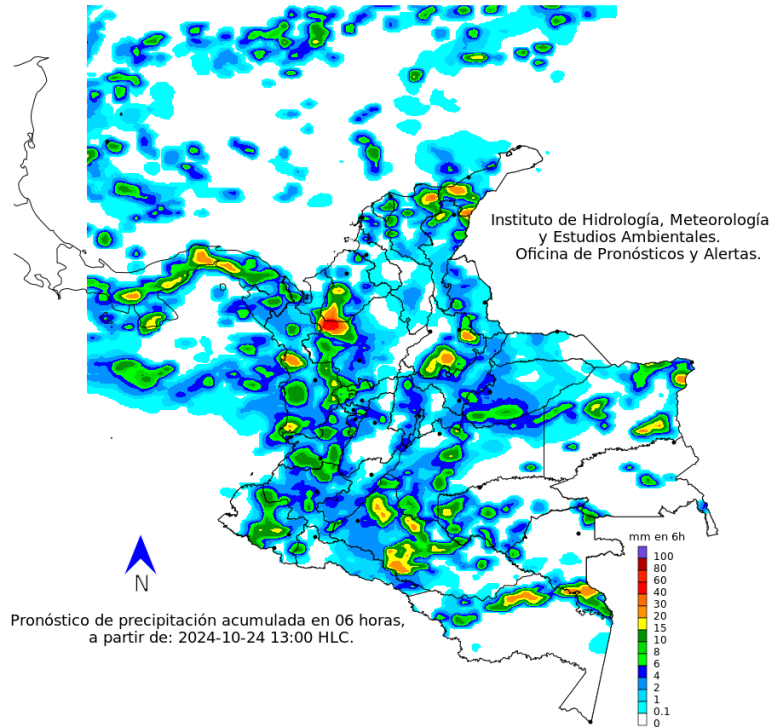 Instituto de Hidrología, Meteorología
y Estudios Ambientales.
Oficina de Pronósticos y Alertas.
N
Pronóstico de precipitación acumulada en 06 horas,
a partir de: 2024-10-24 13:00 HLC.
mm en 6h
100
80
60
40
30
20
15
10
8
6
4
2
1
0.1
0